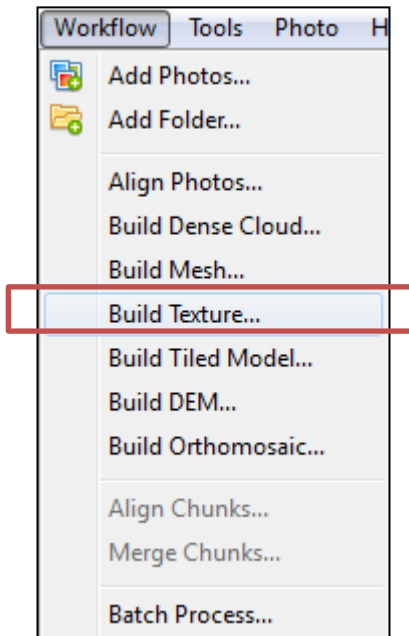 Workflow Tools Photo H
Add Photos...
Add Folder...
Align Photos...
Build Dense Cloud...
Build Mesh...
Build Texture...
Build Tiled Model...
Build DEM...
Build Orthomosaic...
Align Chunks...
Merge Chunks...
Batch Process...